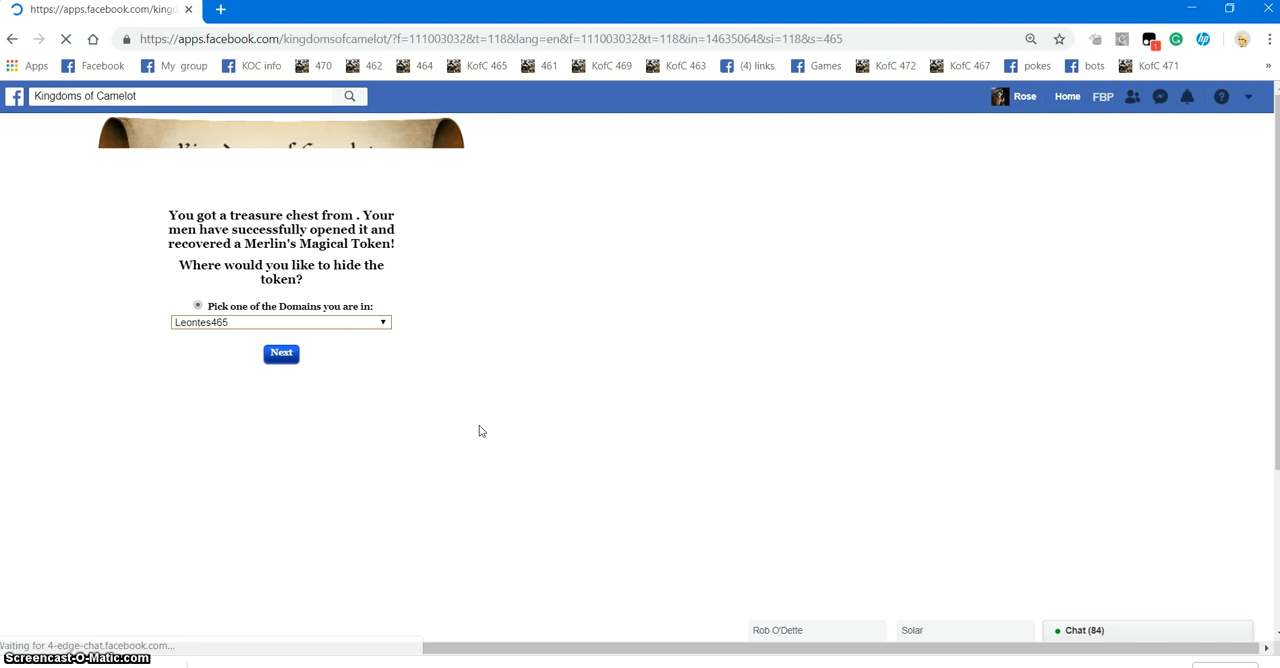 https://apps.facebook.com/kingd
https://apps.facebook.com/kingdomsofcamelot/?f=111003032&t=118&lang=en&f=111003032&t=118&in=14635064&si=118&s=465
1
Apps Facebook My group KOC info 470 462 464 KofC 465 461 KofC 469 KofC 463 (4) links Games KofC 472 KofC 467 pokes bots KofC 471 »
Kingdoms of Camelot
Rose Home FBP
You got a treasure chest from . Your
men have successfully opened it and
recovered a Merlin's Magical Token!
Where would you like to hide the
token?
Pick one of the Domains you are in:
Leontes465
Next
Rob O'Dette Solar Chat (84)
Waiting for 4-edge-chat.facebook.com...
Screencast-O-Matic.com